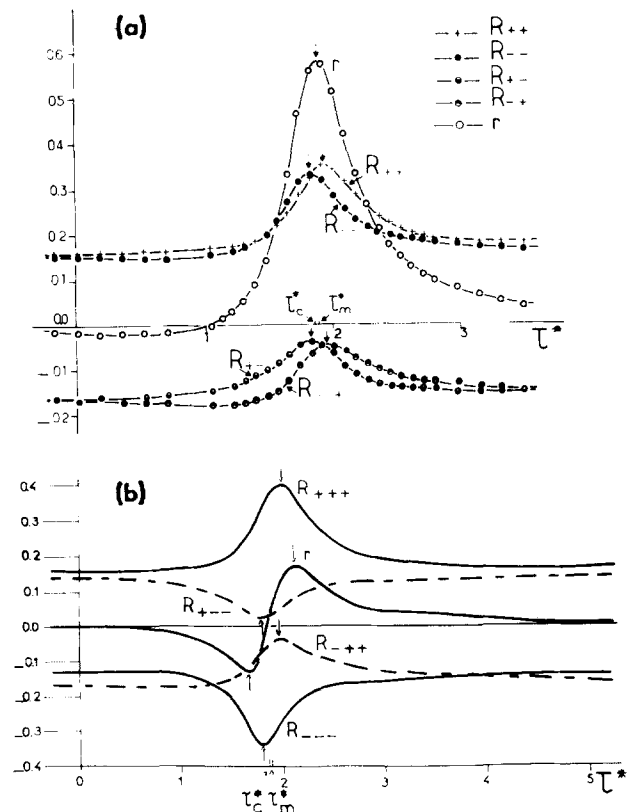 (a)
0.6
0.5
0.4
0.3
0.2
0.1
0.0
–0.1
–0.2
R++
R--
R+-
R-+
r
r
R++
R--
τ*c τ*m
1 2 3 τ*
R+-
R-+
(b)
0.4
0.3
0.2
0.1
0.0
–0.1
–0.2
–0.3
–0.4
R+++
r
R+--
R-++
R---
0 1 2 3 4 5 τ*
τ*c τ*m